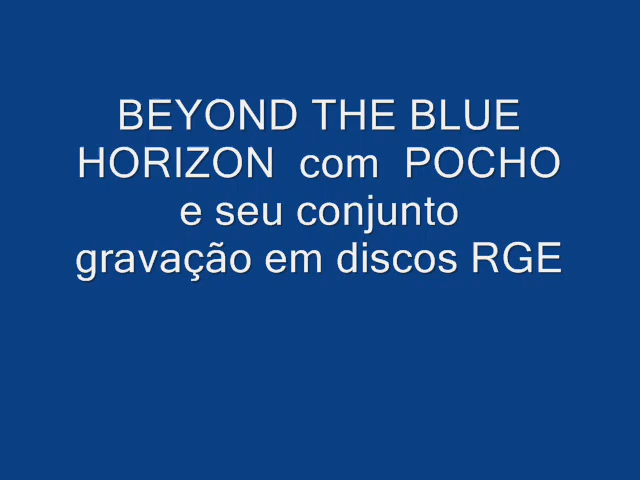 BEYOND THE BLUE
HORIZON com POCHO
e seu conjunto
gravação em discos RGE